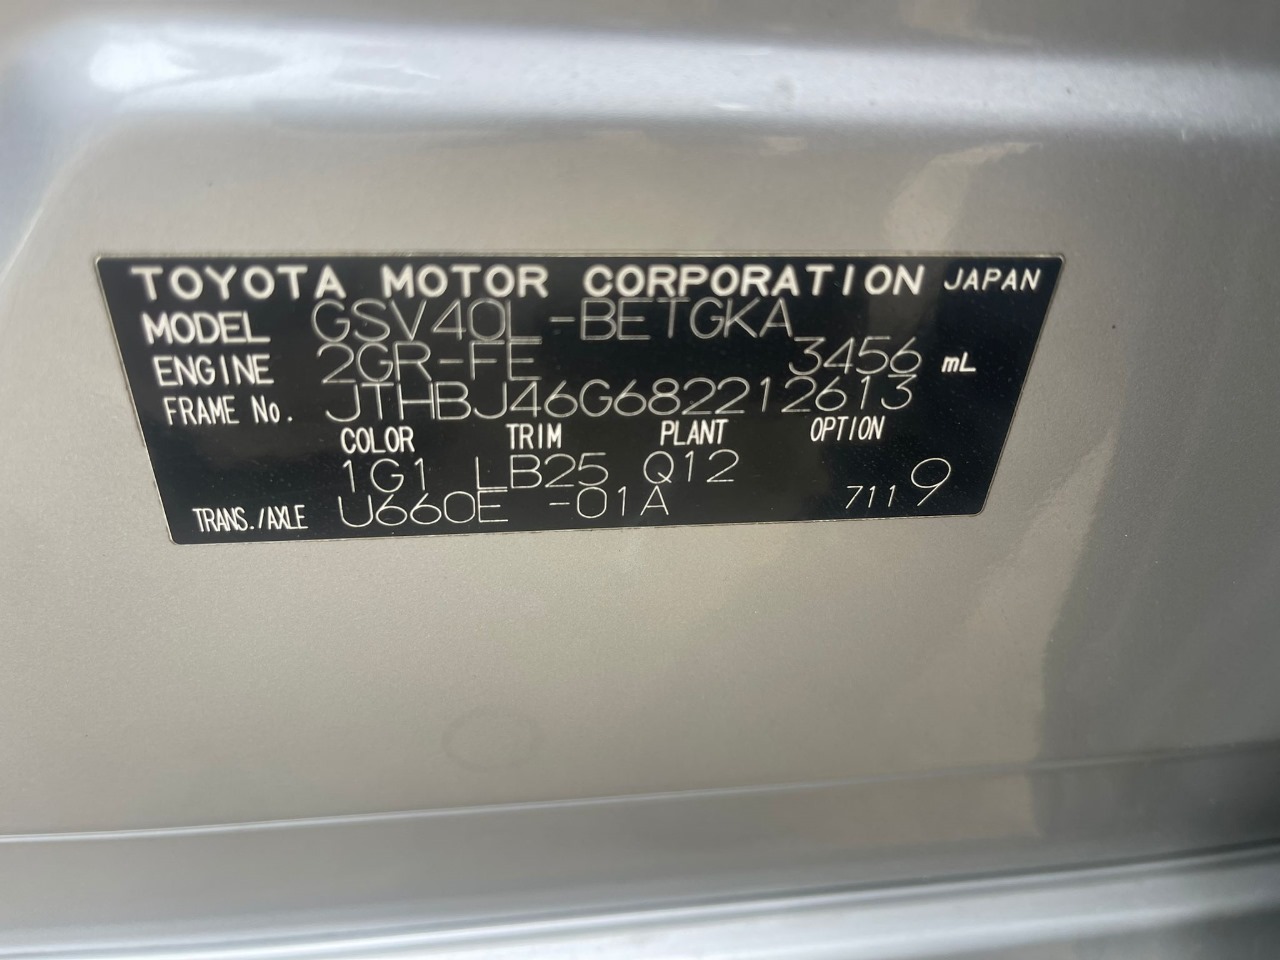 TOYOTA MOTOR CORPORATION JAPAN
MODEL GSV40L-BETGKA
ENGINE 2GR-FE 3456 mL
FRAME No. JTHBJ46G682212613
COLOR TRIM PLANT OPTION
1G1 LB25 Q12
TRANS./AXLE U660E -01A 711 9